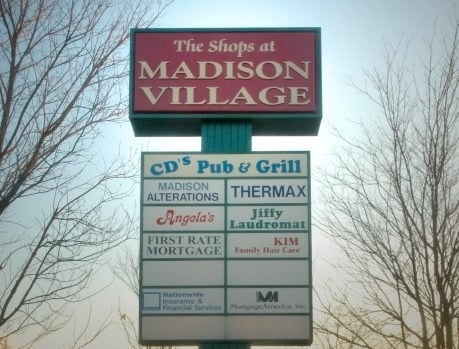 The Shops at
MADISON
VILLAGE
CD's Pub & Grill
MADISON
ALTERATIONS
THERMAX
Angela's
Jiffy
Laudromat
FIRST RATE
MORTGAGE
KIM
Family Hair Care
Nationwide
Insurance &
Financial Services
MortgageAmerica, Inc.